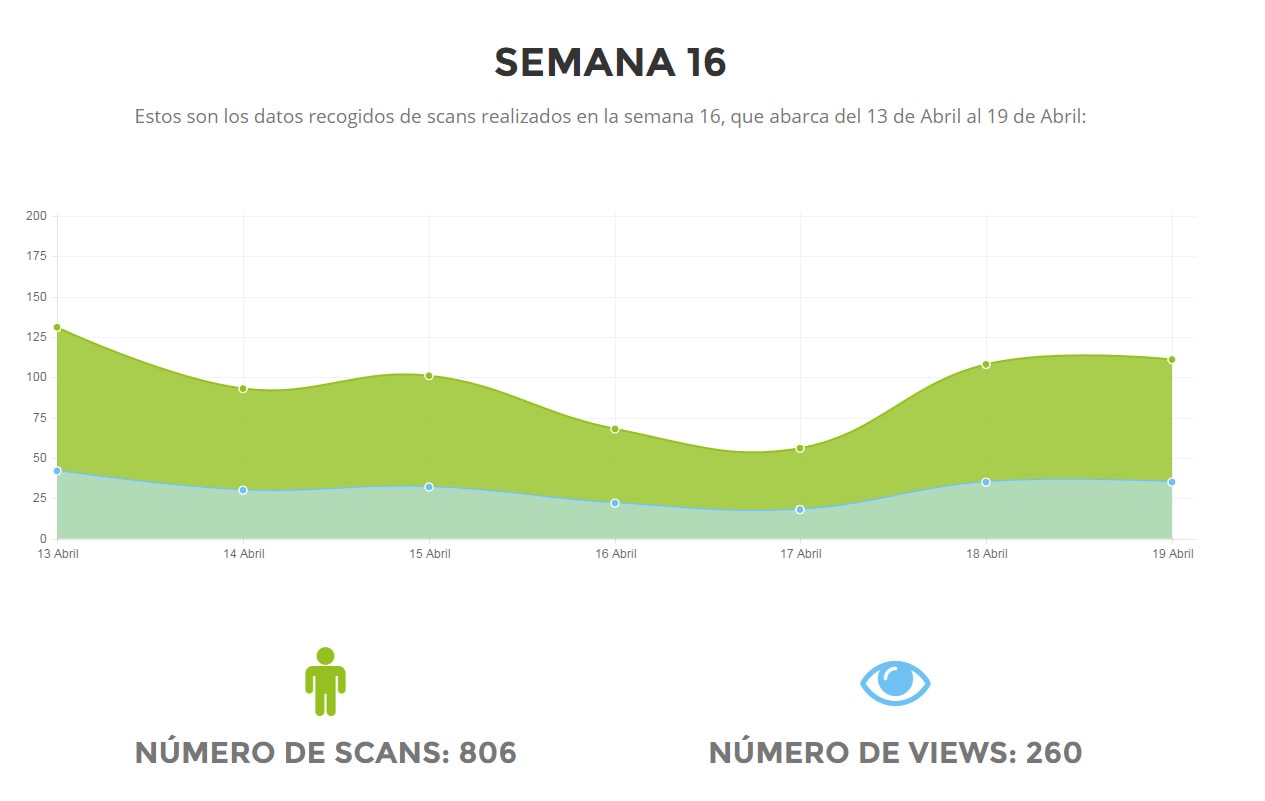 SEMANA 16
Estos son los datos recogidos de scans realizados en la semana 16, que abarca del 13 de Abril al 19 de Abril:
200
175
150
125
100
75
50
25
0
13 Abril 14 Abril 15 Abril 16 Abril 17 Abril 18 Abril 19 Abril
NÚMERO DE SCANS: 806 NÚMERO DE VIEWS: 260